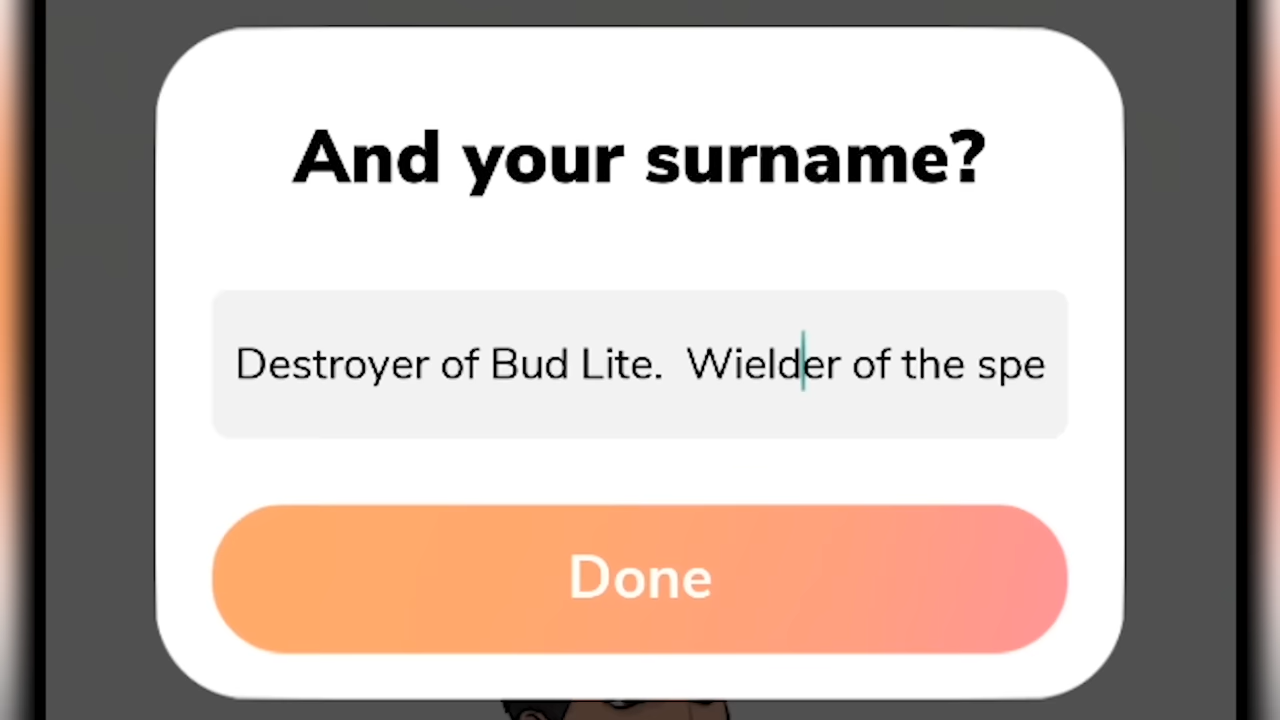 And your surname?
Destroyer of Bud Lite.  Wielder of the spe
Done